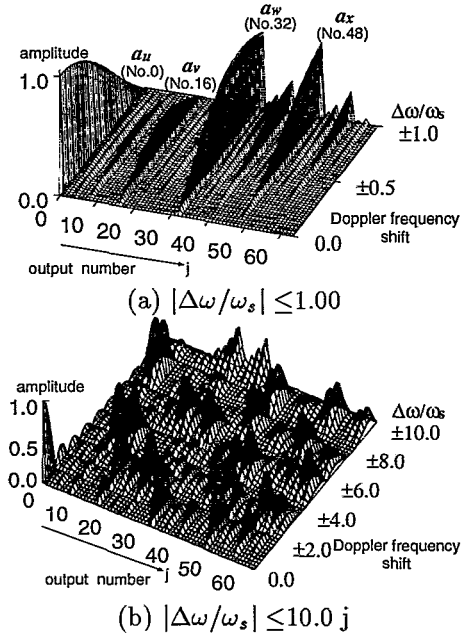 amplitude
1.0
0.0
a_u
(No.0)
a_v
(No.16)
a_w
(No.32)
a_x
(No.48)
Δω/ω_s
±1.0
±0.5
0.0
Doppler frequency
shift
0
10
20
30
40
50
60
output number j
(a) |Δω/ω_s| ≤1.00
amplitude
1.0
0.5
0.0
Δω/ω_s
±10.0
±8.0
±6.0
±4.0
±2.0
0.0
Doppler frequency
shift
0
10
20
30
40
50
60
output number j
(b) |Δω/ω_s| ≤10.0 j